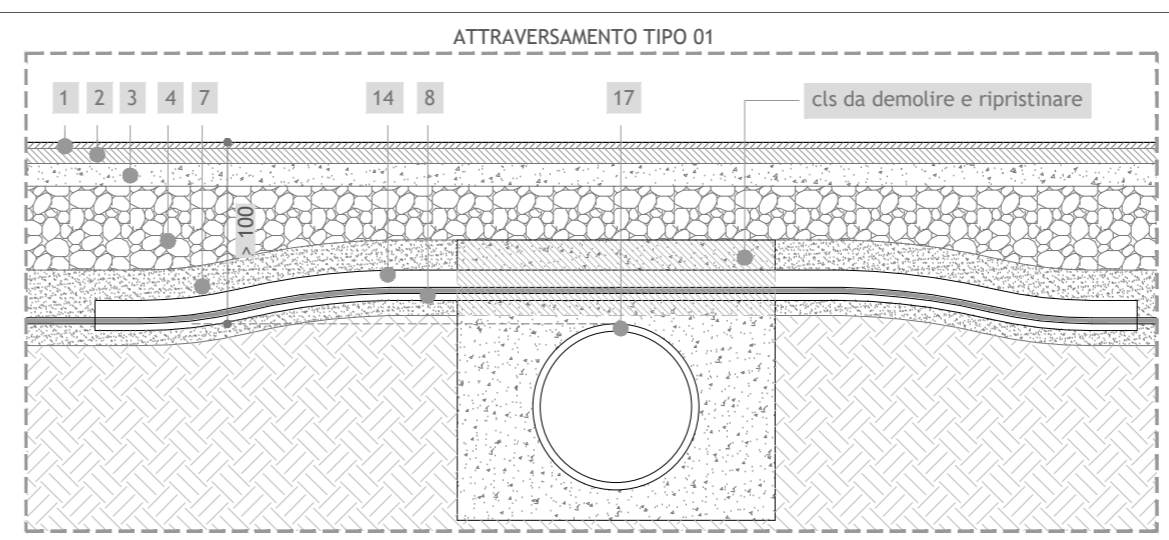 ATTRAVERSAMENTO TIPO 01
1 2 3 4 7 14 8 17 cls da demolire e ripristinare
> 100